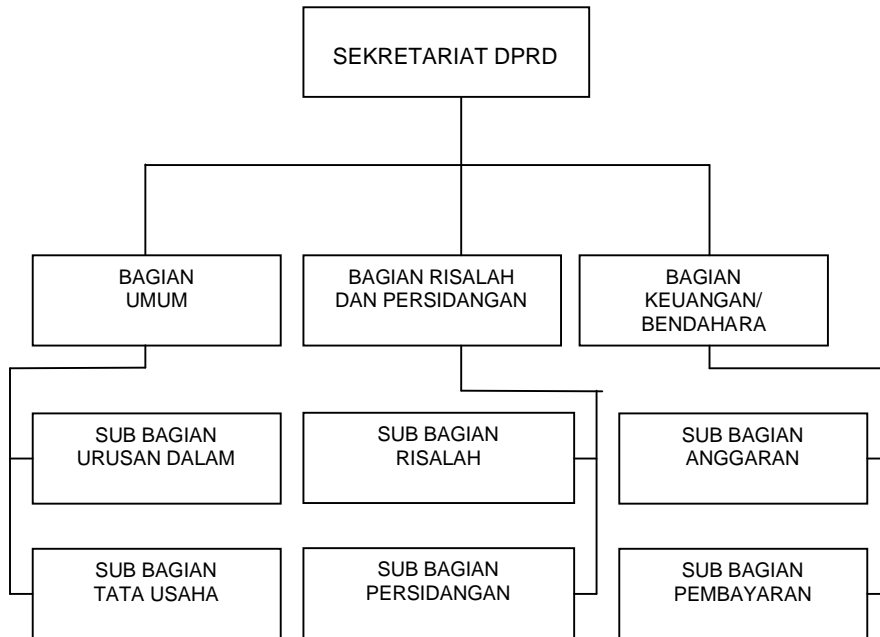 SEKRETARIAT DPRD
BAGIAN
UMUM
BAGIAN RISALAH
DAN PERSIDANGAN
BAGIAN
KEUANGAN/
BENDAHARA
SUB BAGIAN
URUSAN DALAM
SUB BAGIAN
RISALAH
SUB BAGIAN
ANGGARAN
SUB BAGIAN
TATA USAHA
SUB BAGIAN
PERSIDANGAN
SUB BAGIAN
PEMBAYARAN